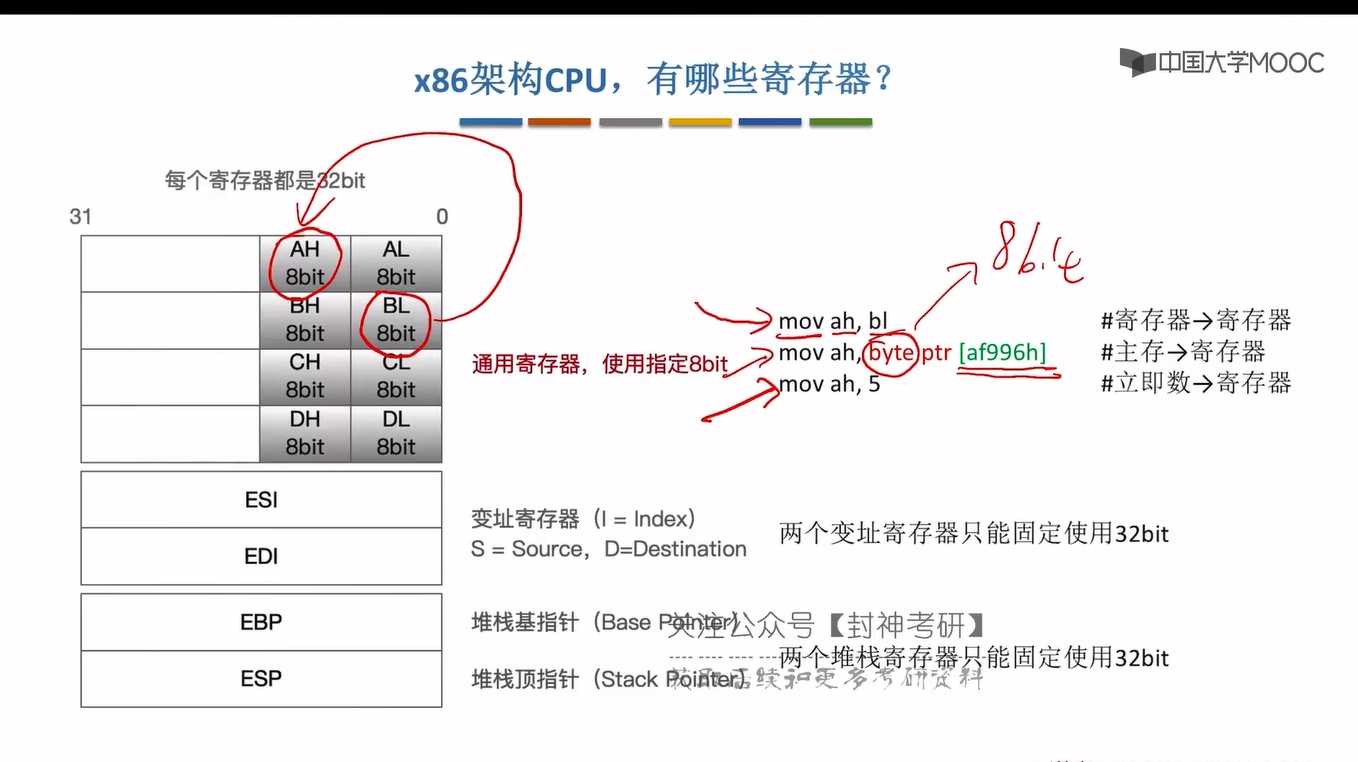 中国大学MOOC
x86架构CPU，有哪些寄存器？
每个寄存器都是32bit
31
0
AH
8bit
AL
8bit
BH
8bit
BL
8bit
CH
8bit
CL
8bit
DH
8bit
DL
8bit
8bit
通用寄存器，使用指定8bit
mov ah, bl
#寄存器→寄存器
mov ah, byte ptr [af996h]
#主存→寄存器
mov ah, 5
#立即数→寄存器
ESI
EDI
变址寄存器（I = Index）
S = Source，D=Destination
两个变址寄存器只能固定使用32bit
EBP
堆栈基指针（Base Pointer）
关注公众号【封神考研】
两个堆栈寄存器只能固定使用32bit
ESP
堆栈顶指针（Stack Pointer）
获取后续和更多考研资料